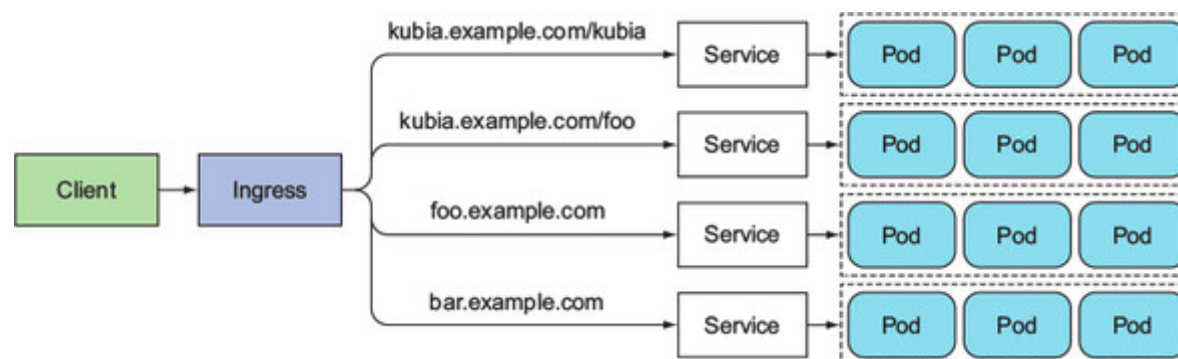 kubia.example.com/kubia
Service
Pod
Pod
Pod
kubia.example.com/foo
Service
Pod
Pod
Pod
Client
Ingress
foo.example.com
Service
Pod
Pod
Pod
bar.example.com
Service
Pod
Pod
Pod